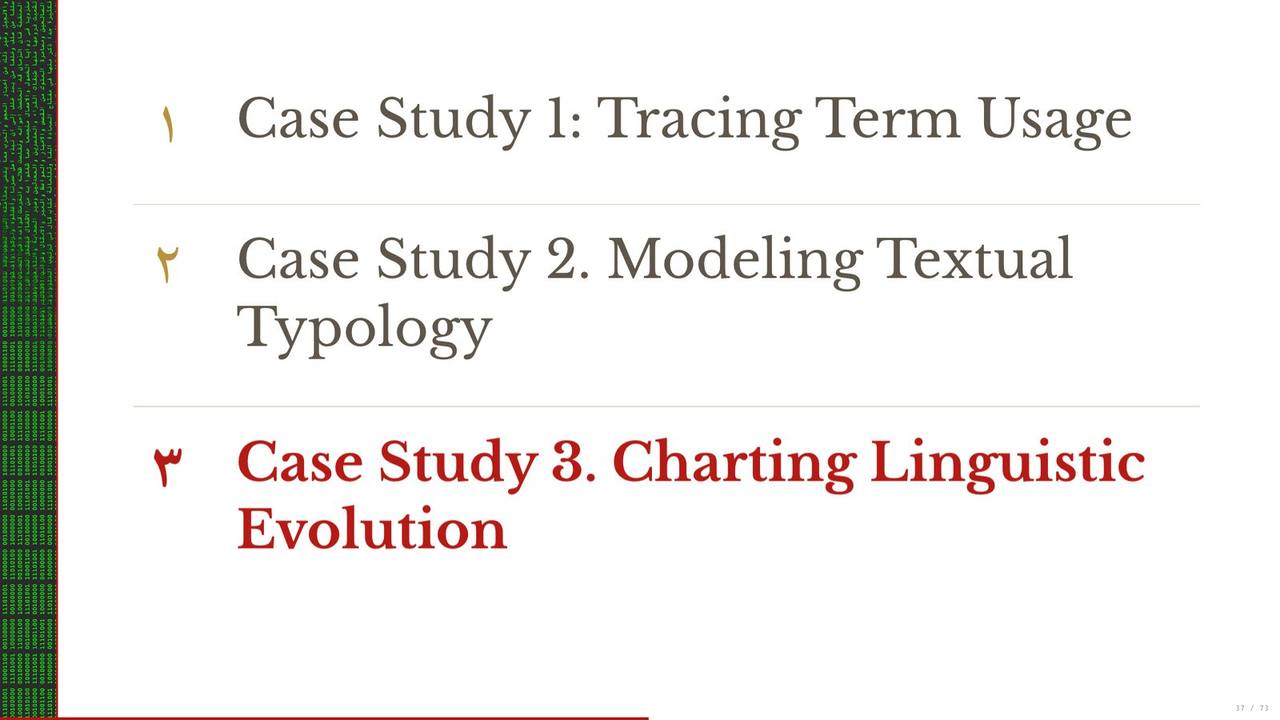 ١ Case Study 1: Tracing Term Usage
٢ Case Study 2. Modeling Textual
Typology
٣ Case Study 3. Charting Linguistic
Evolution
37 / 73